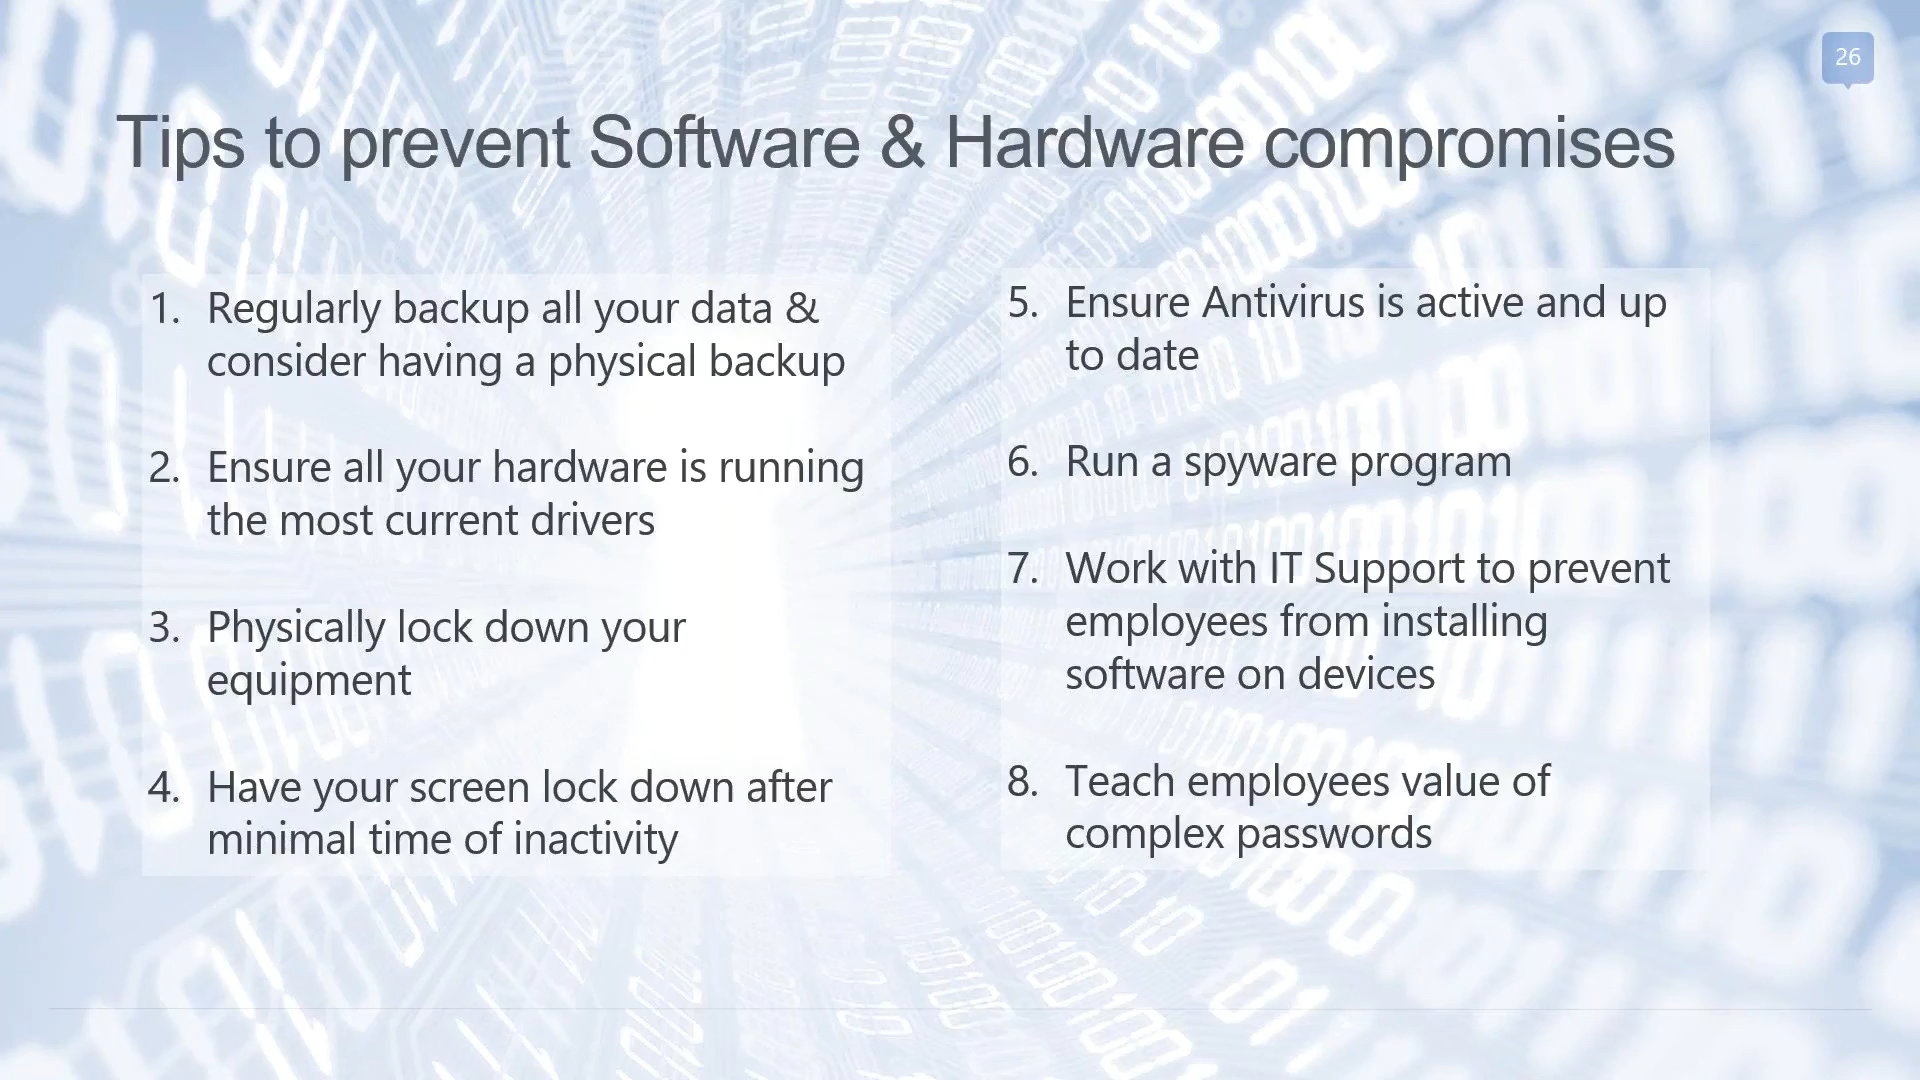 26
Tips to prevent Software & Hardware compromises
1. Regularly backup all your data &
consider having a physical backup
2. Ensure all your hardware is running
the most current drivers
3. Physically lock down your
equipment
4. Have your screen lock down after
minimal time of inactivity
5. Ensure Antivirus is active and up
to date
6. Run a spyware program
7. Work with IT Support to prevent
employees from installing
software on devices
8. Teach employees value of
complex passwords